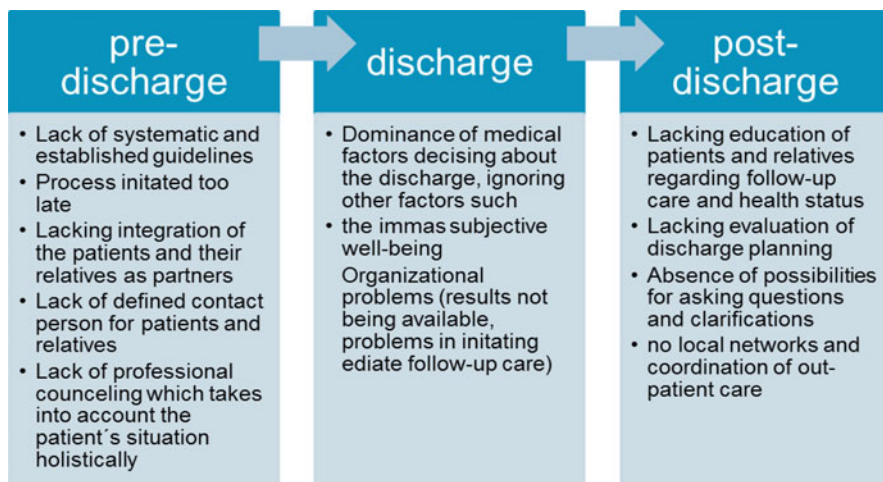 pre-
discharge
• Lack of systematic and
established guidelines
• Process initated too
late
• Lacking integration of
the patients and their
relatives as partners
• Lack of defined contact
person for patients and
relatives
• Lack of professional
counceling which takes
into account the
patient´s situation
holistically
discharge
• Dominance of medical
factors decising about
the discharge, ignoring
other factors such
• the immas subjective
well-being
Organizational
problems (results not
being available,
problems in initating
ediate follow-up care)
post-
discharge
• Lacking education of
patients and relatives
regarding follow-up
care and health status
• Lacking evaluation of
discharge planning
• Absence of possibilities
for asking questions
and clarifications
• no local networks and
coordination of out-
patient care